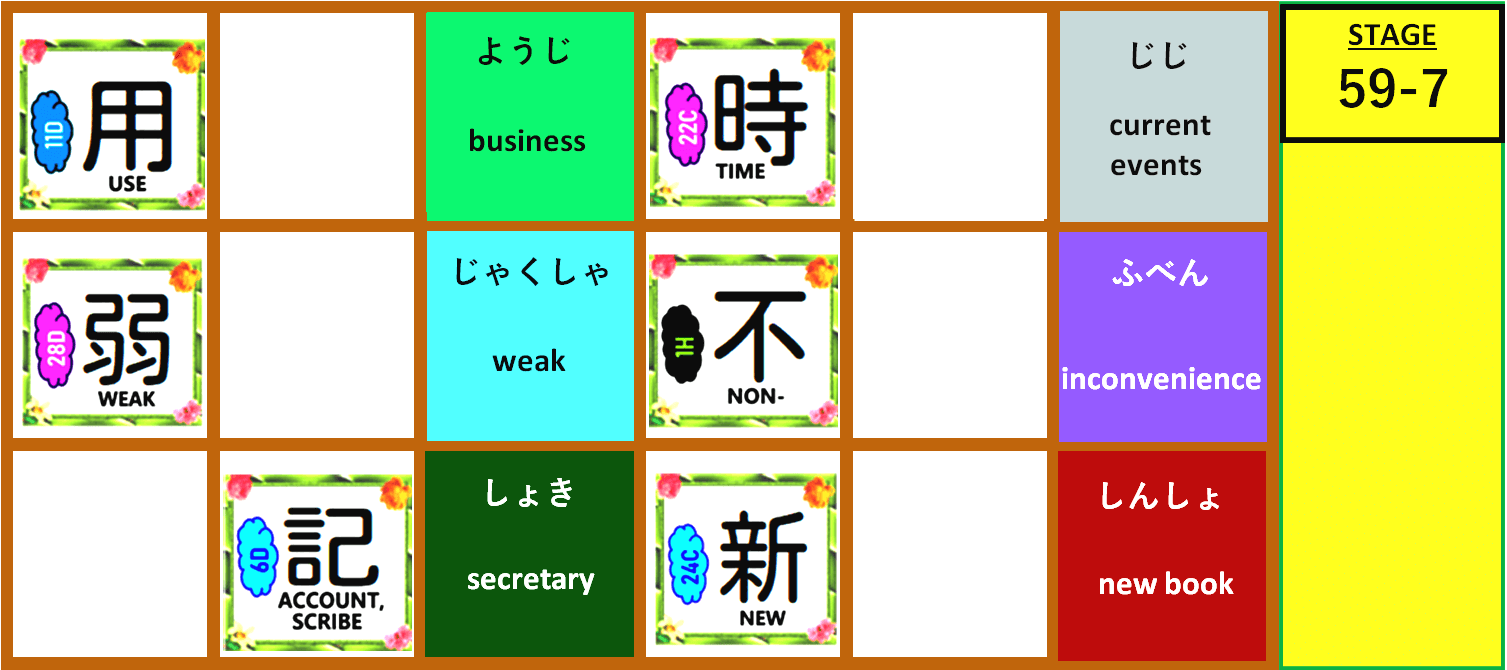 11D
用
USE
ようじ
business
22C
時
TIME
じじ
current
events
STAGE
59-7
28D
弱
WEAK
じゃくしゃ
weak
1H
不
NON-
ふべん
inconvenience
6D
記
ACCOUNT,
SCRIBE
しょき
secretary
24C
新
NEW
しんしょ
new book